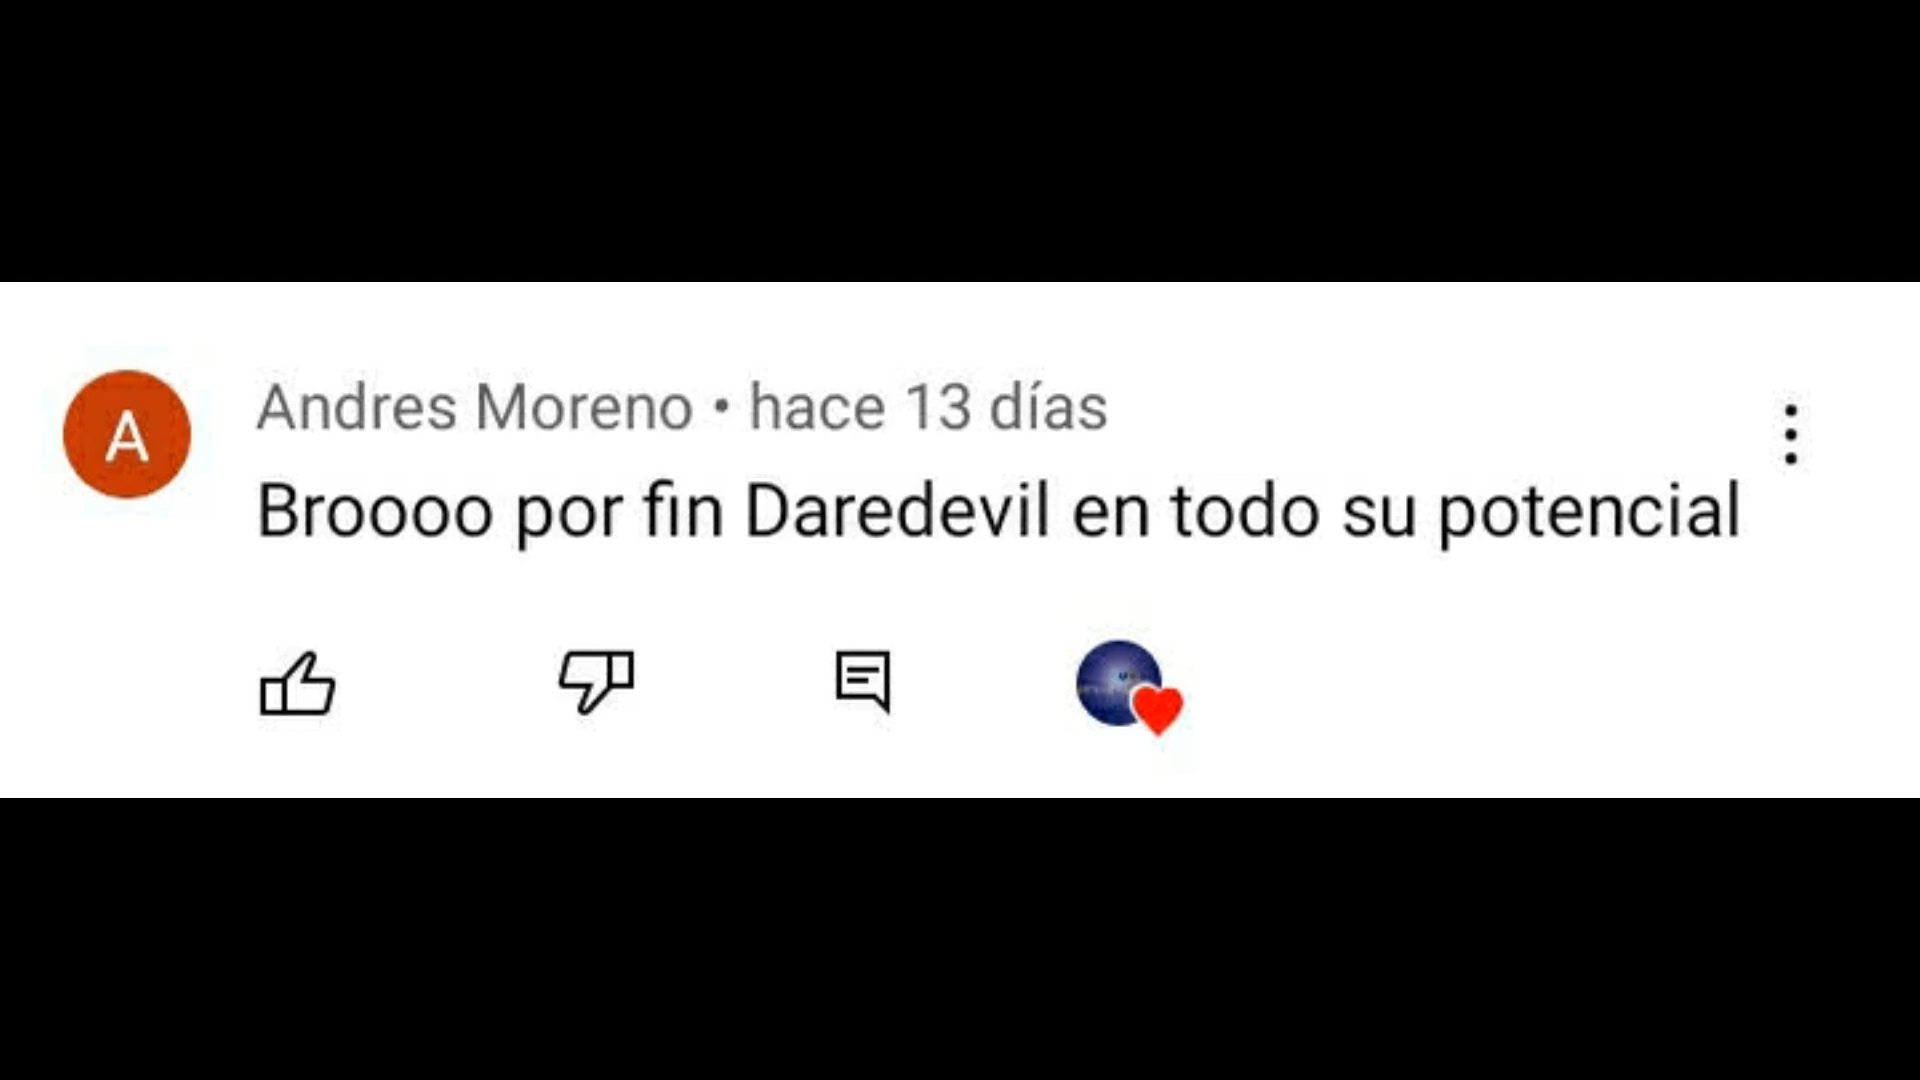 A
Andres Moreno • hace 13 días
Broooo por fin Daredevil en todo su potencial